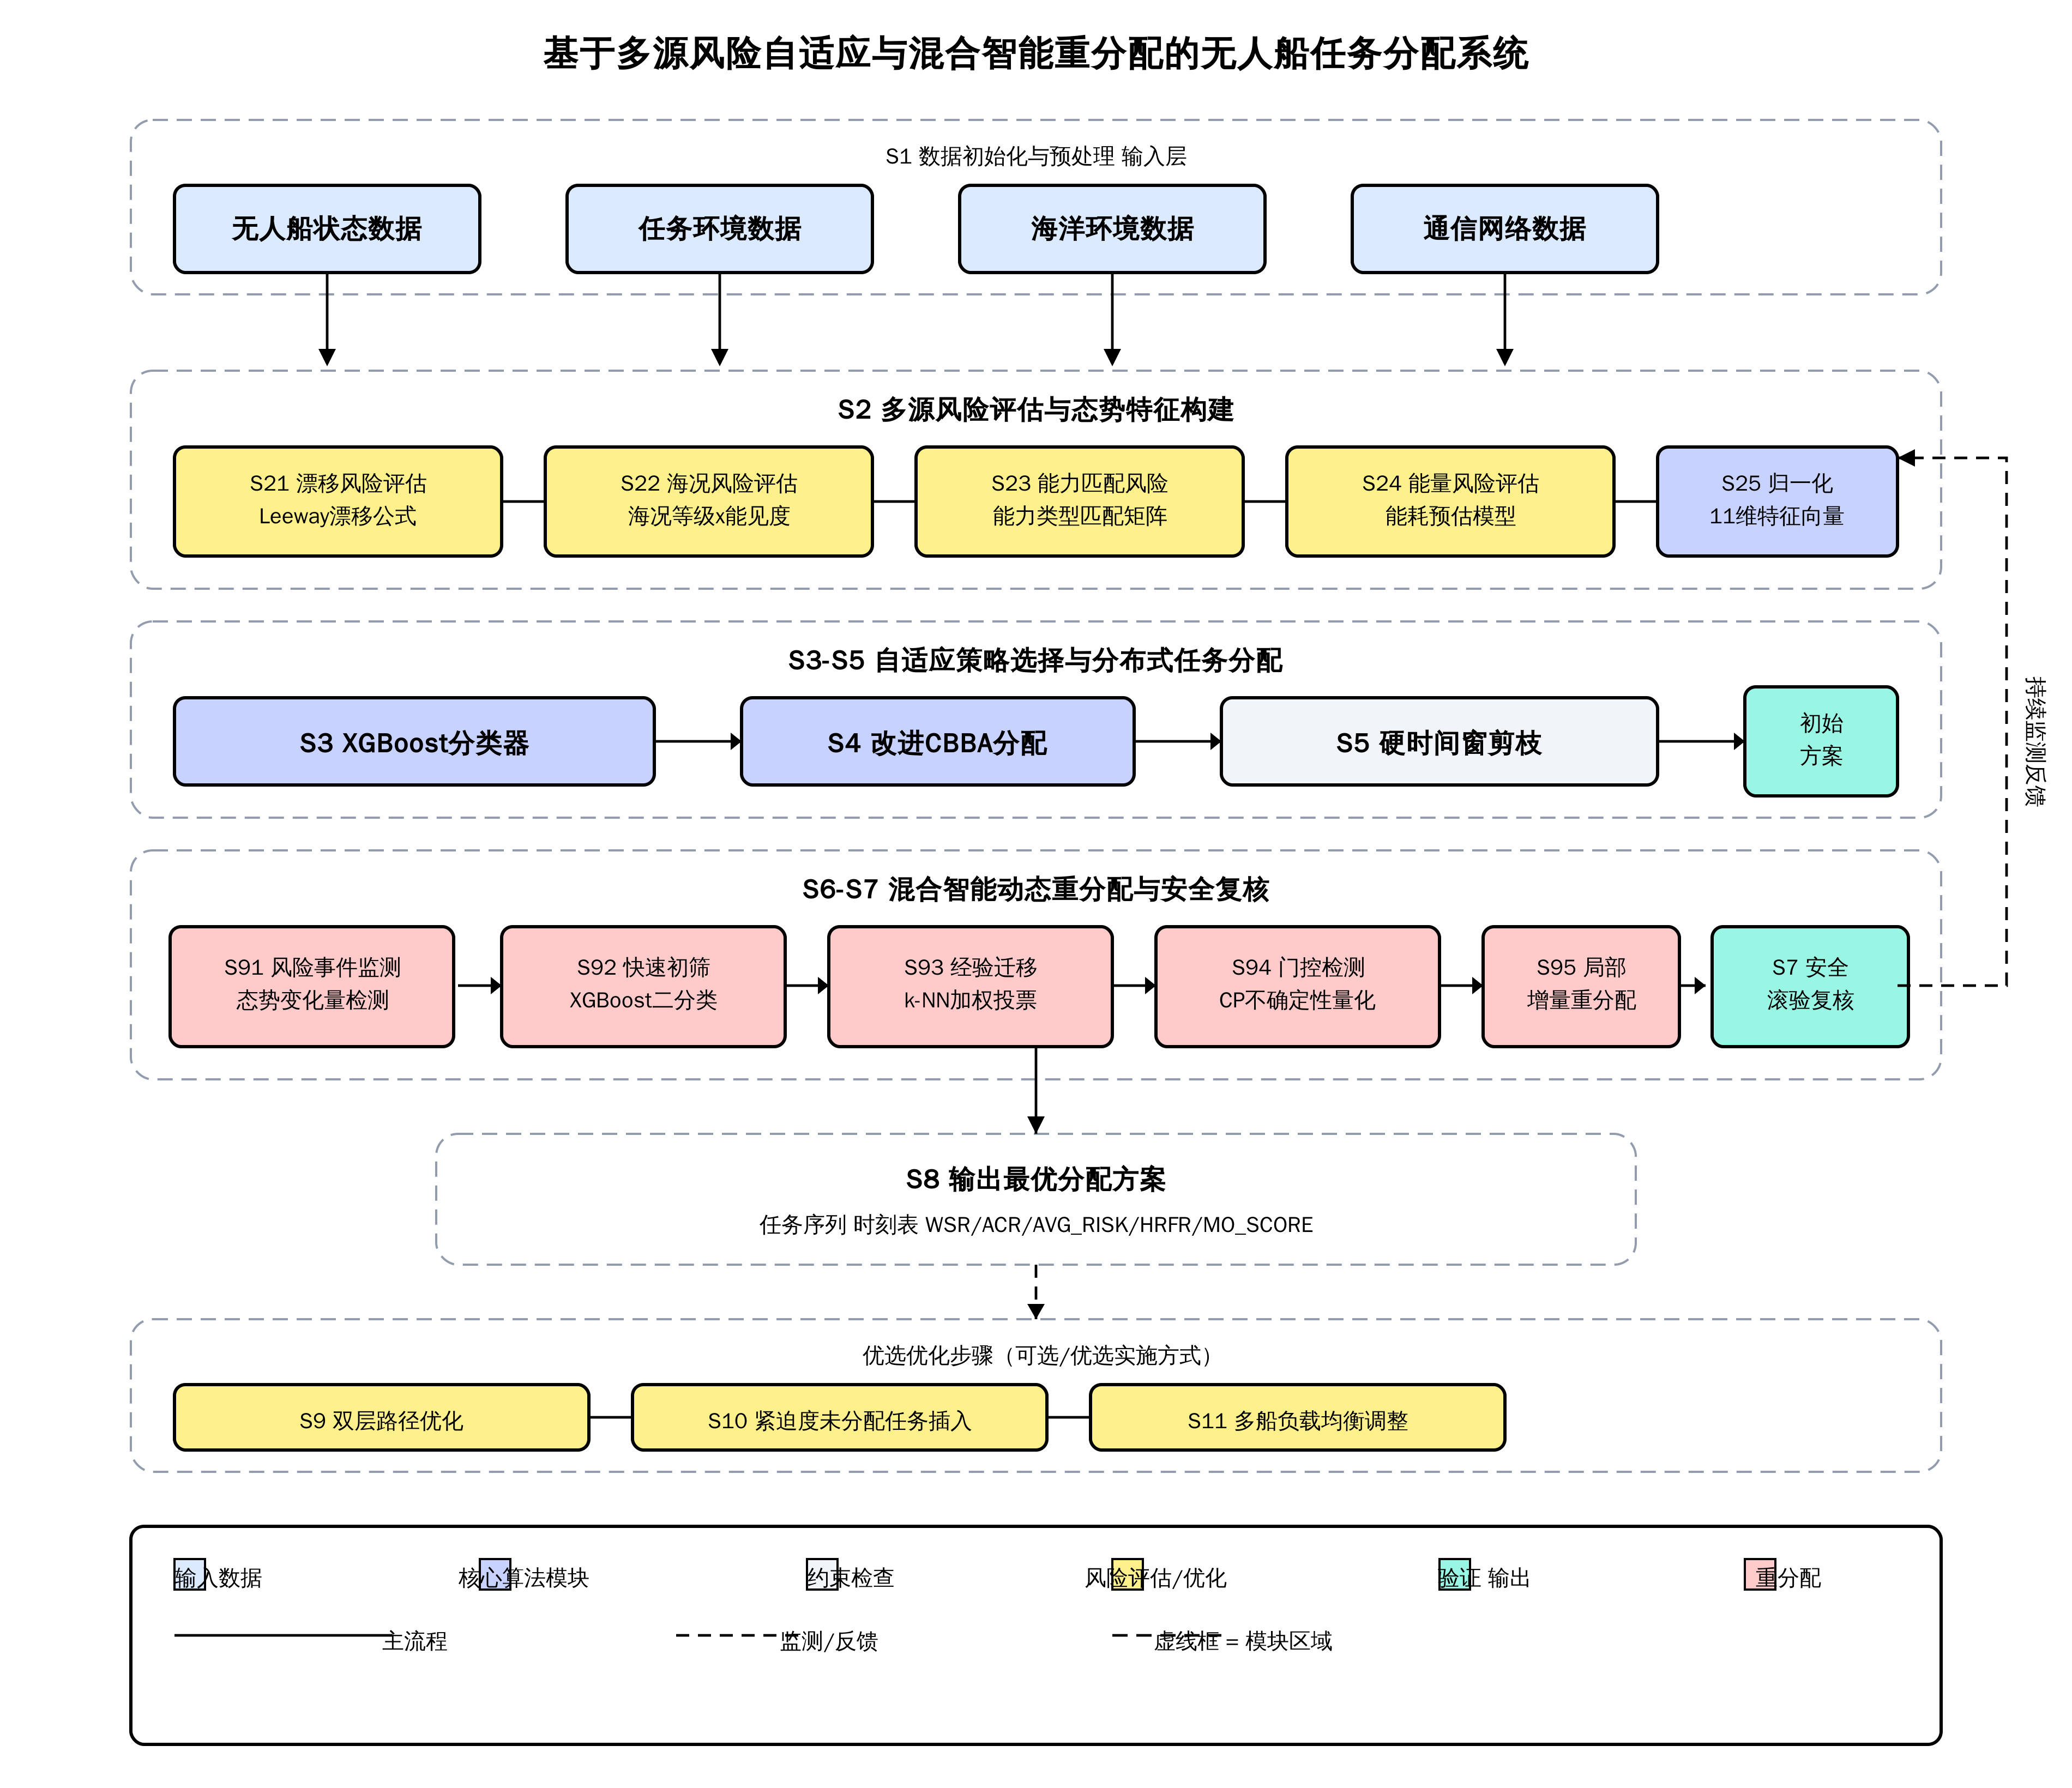 基于多源风险自适应与混合智能重分配的无人船任务分配系统
S1 数据初始化与预处理 输入层
无人船状态数据
任务环境数据
海洋环境数据
通信网络数据
S2 多源风险评估与态势特征构建
S21 漂移风险评估
Leeway漂移公式
S22 海况风险评估
海况等级x能见度
S23 能力匹配风险
能力类型匹配矩阵
S24 能量风险评估
能耗预估模型
S25 归一化
11维特征向量
持续监测反馈
S3-S5 自适应策略选择与分布式任务分配
S3 XGBoost分类器
S4 改进CBBA分配
S5 硬时间窗剪枝
初始
方案
S6-S7 混合智能动态重分配与安全复核
S91 风险事件监测
态势变化量检测
S92 快速初筛
XGBoost二分类
S93 经验迁移
k-NN加权投票
S94 门控检测
CP不确定性量化
S95 局部
增量重分配
S7 安全
滚验复核
S8 输出最优分配方案
任务序列 时刻表 WSR/ACR/AVG_RISK/HRFR/MO_SCORE
优选优化步骤（可选/优选实施方式）
S9 双层路径优化
S10 紧迫度未分配任务插入
S11 多船负载均衡调整
输入数据
核心算法模块
约束检查
风险评估/优化
验证 输出
重分配
主流程
监测/反馈
虚线框 = 模块区域